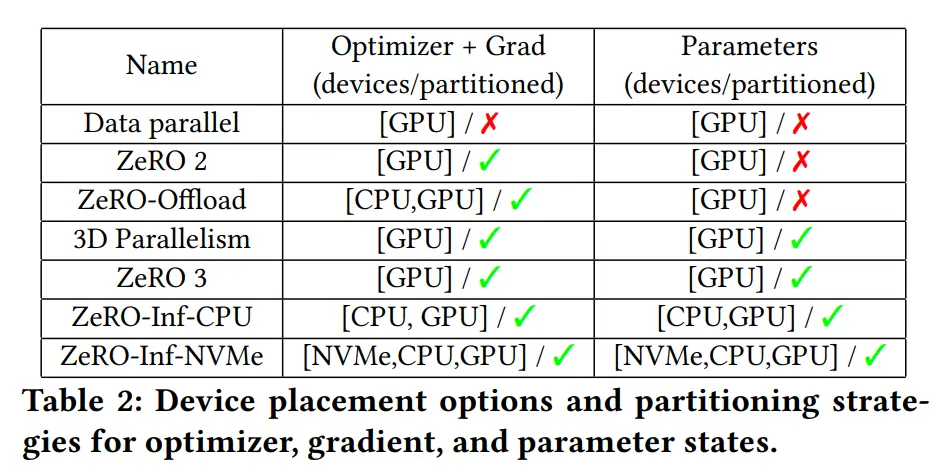 Name Optimizer + Grad (devices/partitioned) Parameters (devices/partitioned)
Data parallel [GPU] / ✗ [GPU] / ✗
ZeRO 2 [GPU] / ✓ [GPU] / ✗
ZeRO-Offload [CPU,GPU] / ✓ [GPU] / ✗
3D Parallelism [GPU] / ✓ [GPU] / ✓
ZeRO 3 [GPU] / ✓ [GPU] / ✓
ZeRO-Inf-CPU [CPU, GPU] / ✓ [CPU,GPU] / ✓
ZeRO-Inf-NVMe [NVMe,CPU,GPU] / ✓ [NVMe,CPU,GPU] / ✓
Table 2: Device placement options and partitioning strate-
gies for optimizer, gradient, and parameter states.